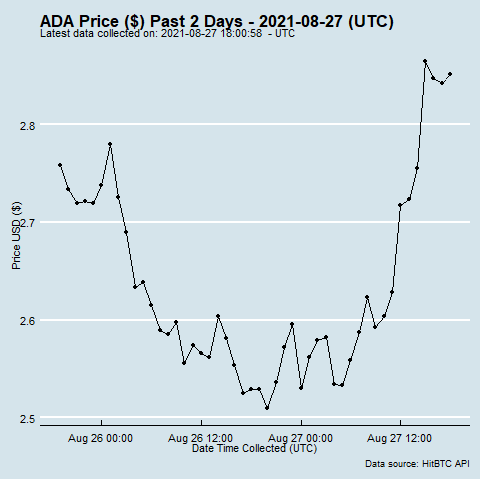 ADA Price ($) Past 2 Days - 2021-08-27 (UTC)
Latest data collected on: 2021-08-27 18:00:58 - UTC
2.8
2.7
2.6
2.5
Price USD ($)
Aug 26 00:00 Aug 26 12:00 Aug 27 00:00 Aug 27 12:00
Date Time Collected (UTC)
Data source: HitBTC API